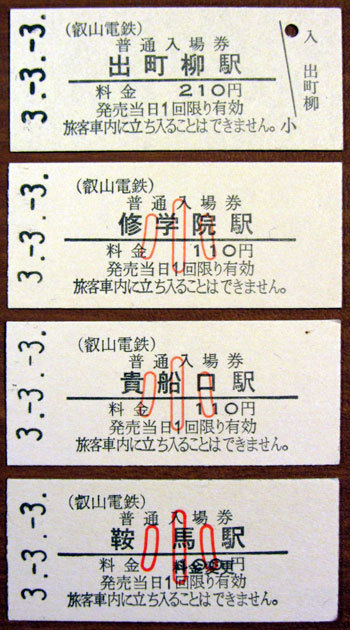 3.-3.-3.
(叡山電鉄)
普通入場券
出町柳駅
料金 210円
発売当日1回限り有効
旅客車内に立ち入ることはできません。小
入
出町柳
3.-3.-3.
(叡山電鉄)
普通入場券
修学院駅
料金 110円
発売当日1回限り有効
旅客車内に立ち入ることはできません。
小
3.-3.-3.
(叡山電鉄)
普通入場券
貴船口駅
料金 110円
発売当日1回限り有効
旅客車内に立ち入ることはできません。
小
3.-3.-3.
(叡山電鉄)
普通入場券
鞍馬駅
料金 円
料金変更
発売当日1回限り有効
旅客車内に立ち入ることはできません。
小